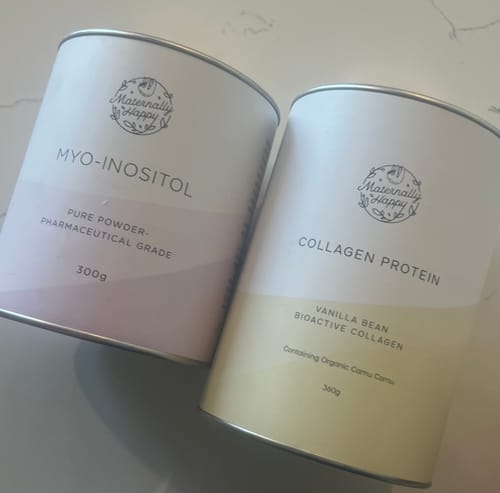 Maternally
Happy
MYO-INOSITOL
PURE POWDER-
PHARMACEUTICAL GRADE
300g
Maternally
Happy
COLLAGEN PROTEIN
VANILLA BEAN
BIOACTIVE COLLAGEN
Containing Organic Camu Camu
360g